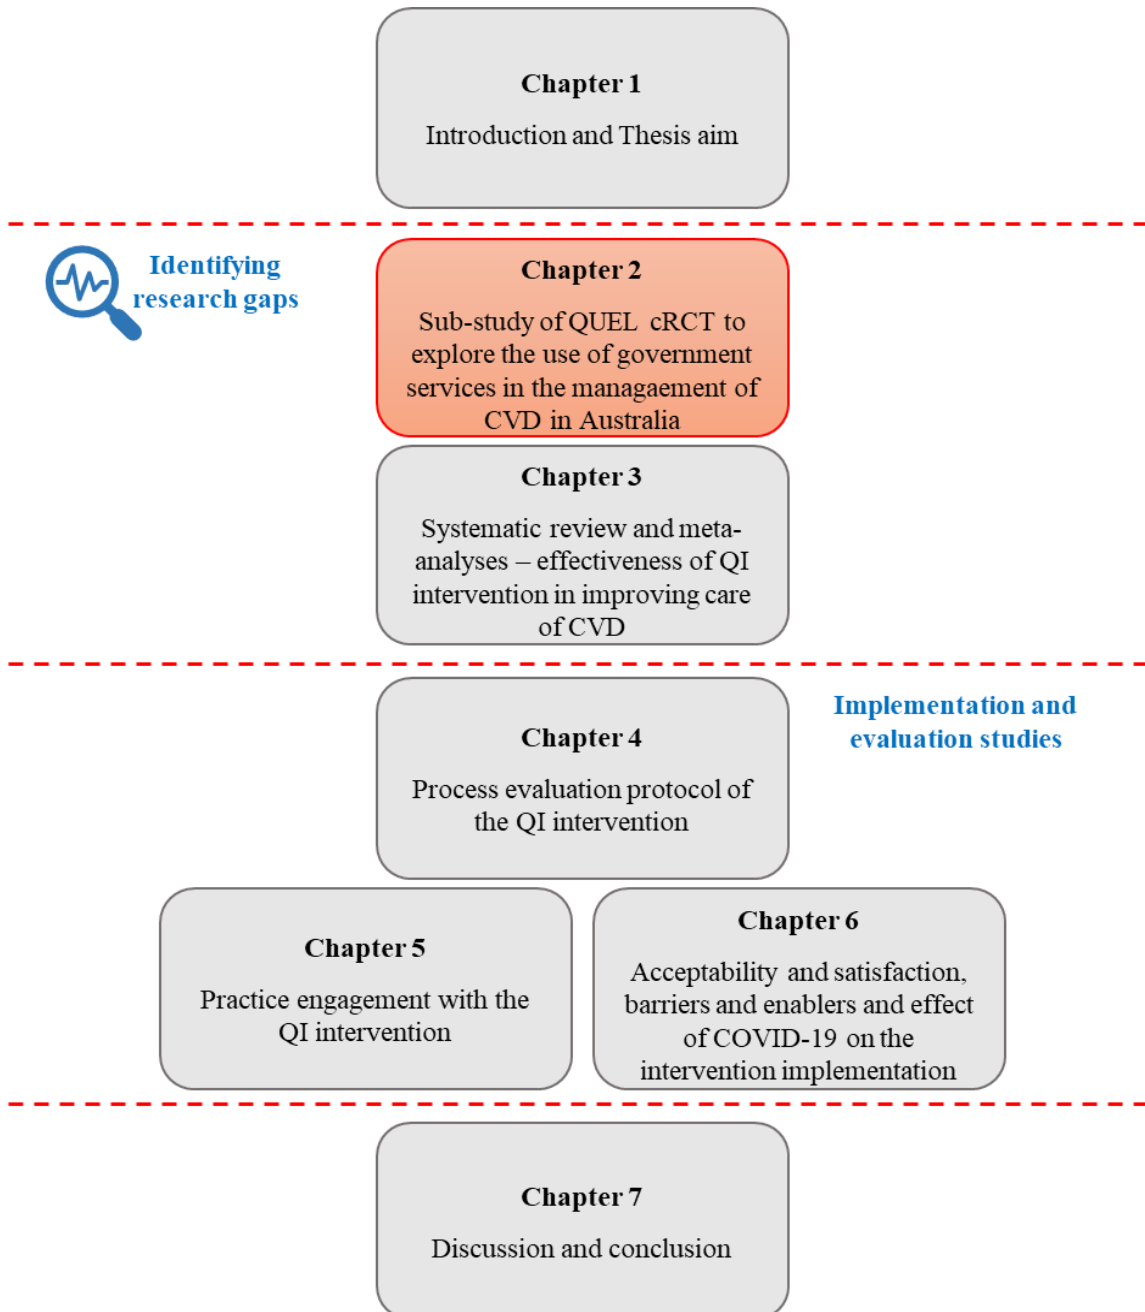 Chapter 1
Introduction and Thesis aim
Identifying
research gaps
Chapter 2
Sub-study of QUEL cRCT to
explore the use of government
services in the managaement of
CVD in Australia
Chapter 3
Systematic review and meta-
analyses – effectiveness of QI
intervention in improving care
of CVD
Implementation and
evaluation studies
Chapter 4
Process evaluation protocol of
the QI intervention
Chapter 5
Practice engagement with the
QI intervention
Chapter 6
Acceptability and satisfaction,
barriers and enablers and effect
of COVID-19 on the
intervention implementation
Chapter 7
Discussion and conclusion